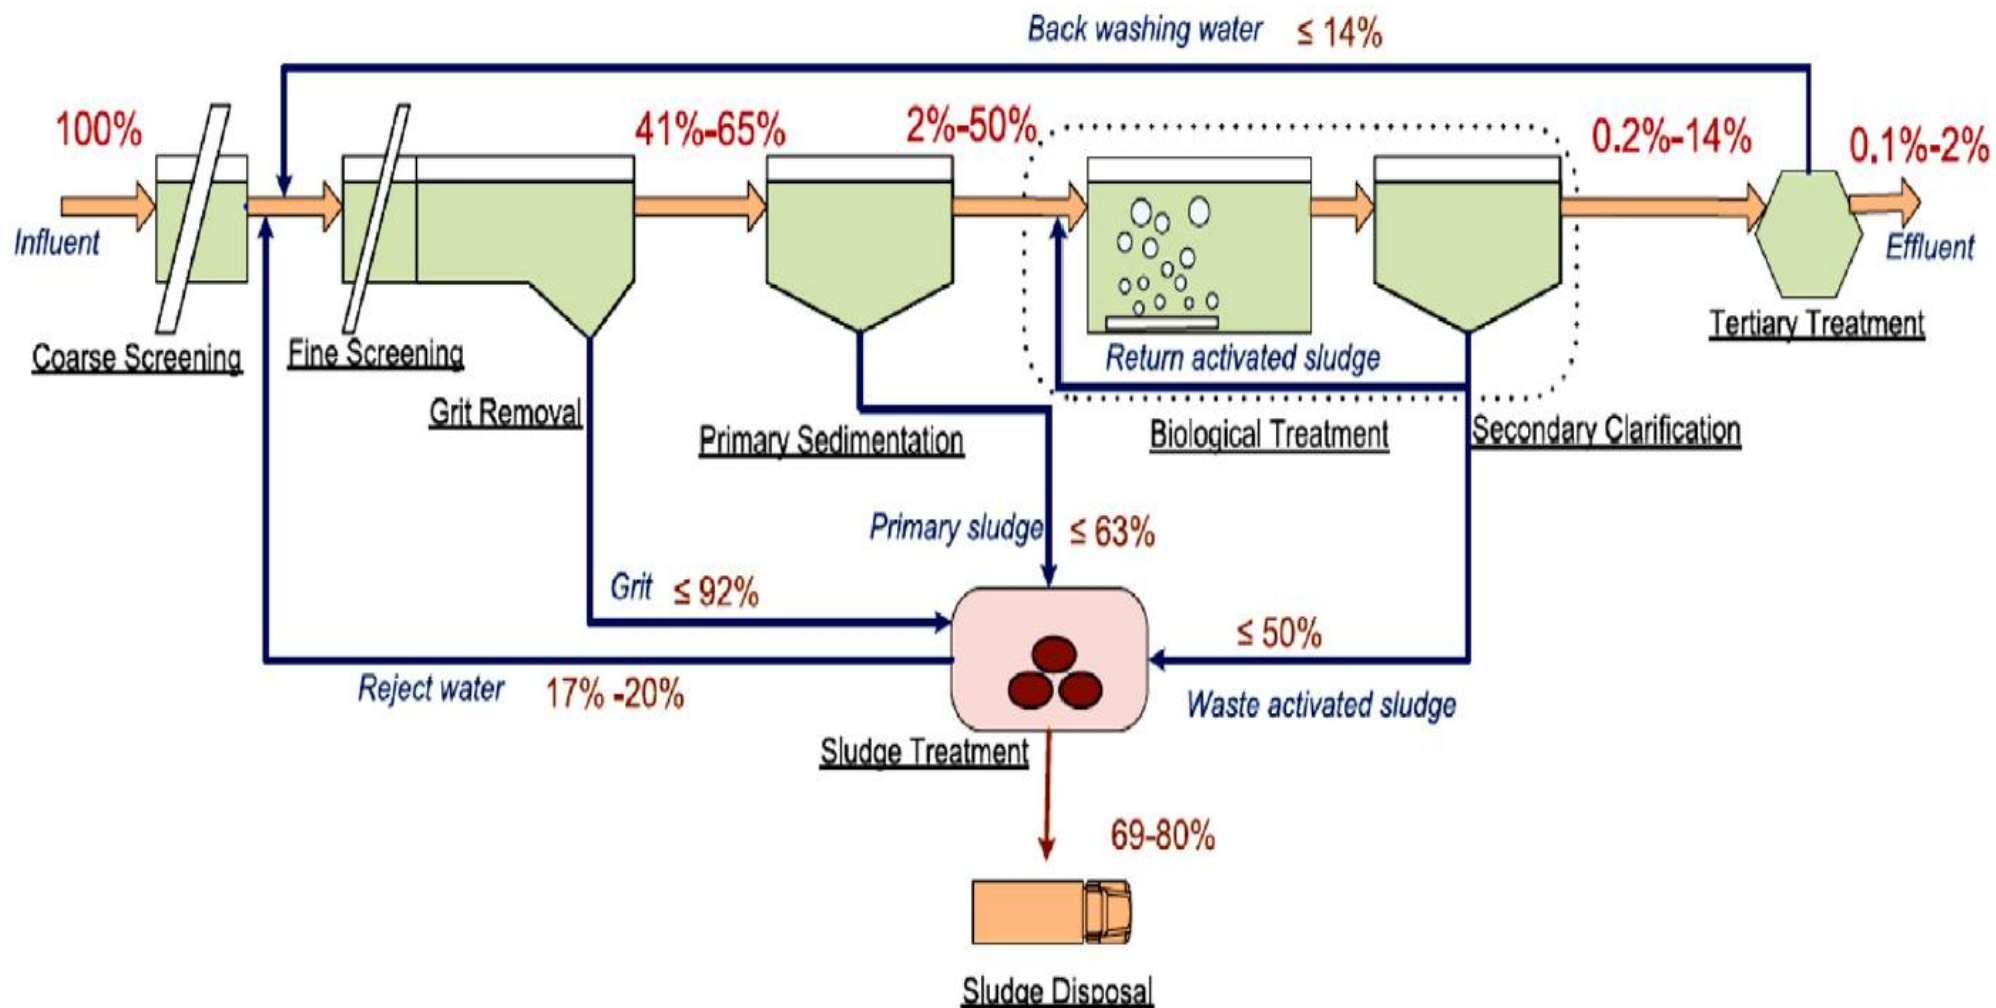 Back washing water ≤ 14%
100%
41%-65%
2%-50%
0.2%-14%
0.1%-2%
Influent
Effluent
Coarse Screening
Fine Screening
Return activated sludge
Tertiary Treatment
Grit Removal
Primary Sedimentation
Biological Treatment
Secondary Clarification
Primary sludge ≤ 63%
Grit ≤ 92%
≤ 50%
Reject water 17% -20%
Waste activated sludge
Sludge Treatment
69-80%
Sludge Disposal